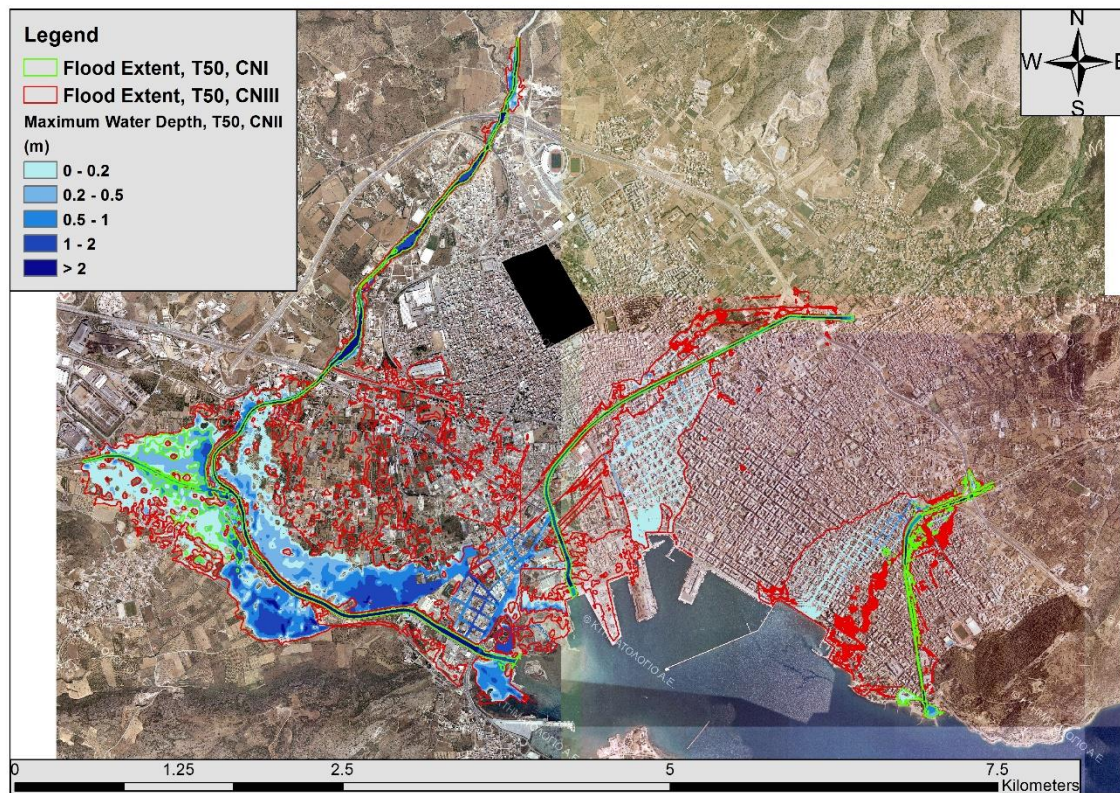 Legend
Flood Extent, T50, CNI
Flood Extent, T50, CNIII
Maximum Water Depth, T50, CNII
(m)
0 - 0.2
0.2 - 0.5
0.5 - 1
1 - 2
> 2
N
W
E
S
0
1.25
2.5
5
7.5
Kilometers